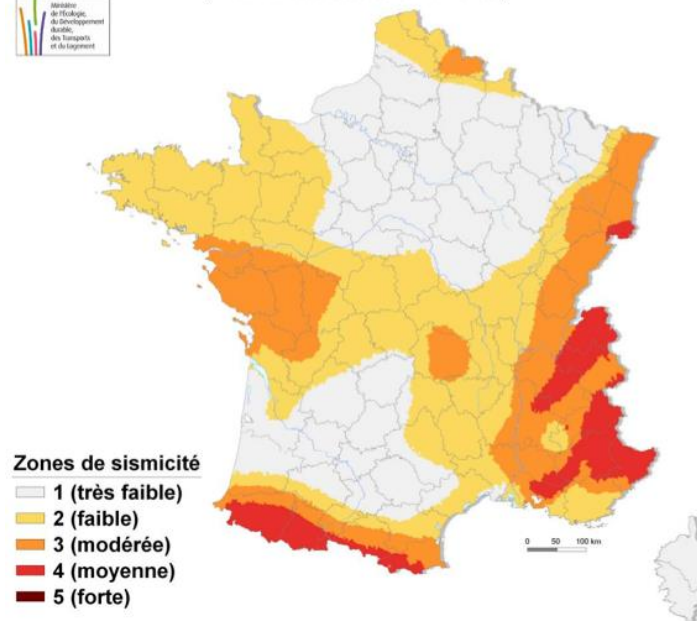 Ministère
de l'Écologie,
du Développement
durable,
des Transports
et du Logement
Zones de sismicité
1 (très faible)
2 (faible)
3 (modérée)
4 (moyenne)
5 (forte)
0 50 100 km